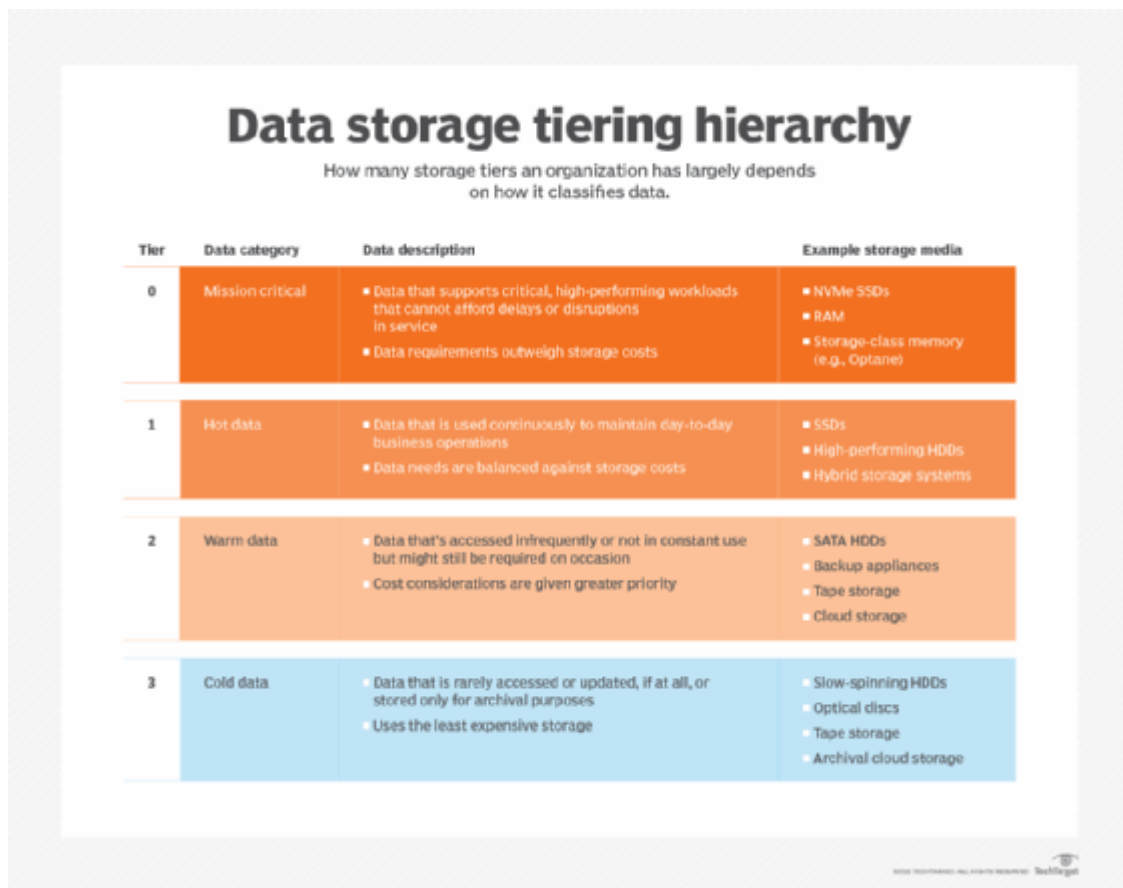 Data storage tiering hierarchy
How many storage tiers an organization has largely depends
on how it classifies data.
Tier Data category Data description Example storage media
0 Mission critical
▪ Data that supports critical, high-performing workloads
that cannot afford delays or disruptions
in service
▪ Data requirements outweigh storage costs
▪ NVMe SSDs
▪ RAM
▪ Storage-class memory
(e.g., Optane)
1 Hot data
▪ Data that is used continuously to maintain day-to-day
business operations
▪ Data needs are balanced against storage costs
▪ SSDs
▪ High-performing HDDs
▪ Hybrid storage systems
2 Warm data
▪ Data that's accessed infrequently or not in constant use
but might still be required on occasion
▪ Cost considerations are given greater priority
▪ SATA HDDs
▪ Backup appliances
▪ Tape storage
▪ Cloud storage
3 Cold data
▪ Data that is rarely accessed or updated, if at all, or
stored only for archival purposes
▪ Uses the least expensive storage
▪ Slow-spinning HDDs
▪ Optical discs
▪ Tape storage
▪ Archival cloud storage
TECHTARGET. ALL RIGHTS RESERVED TechTarget